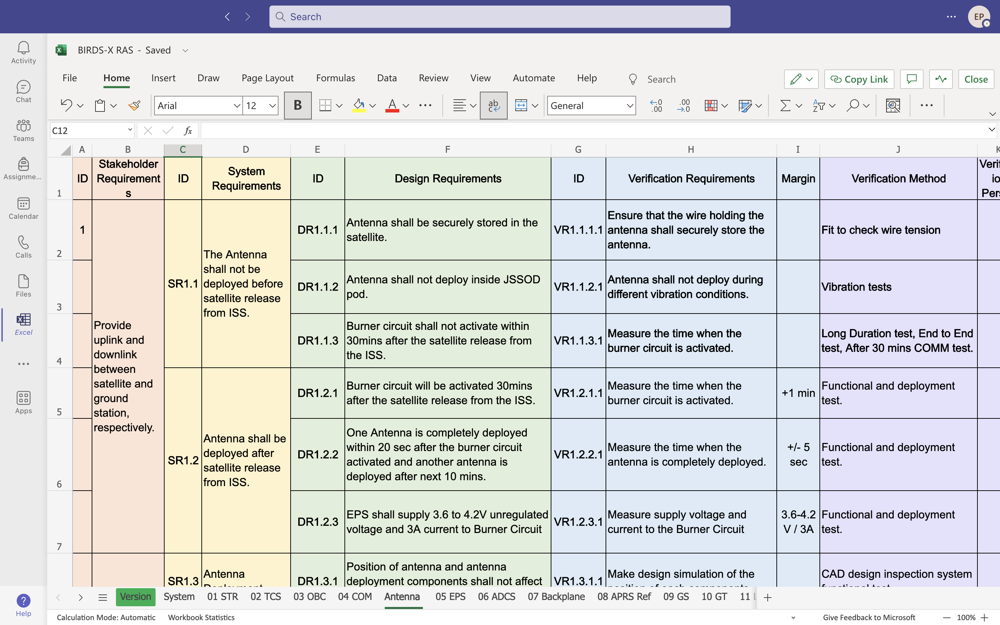 Search
EP
Activity
Chat
Teams
Assignme...
Calendar
Calls
Files
Excel
Apps
Help
BIRDS-X RAS - Saved
File Home Insert Draw Page Layout Formulas Data Review View Automate Help Search
Copy Link Close
Arial 12 B A ab c General
C12 fx
A B C D E F G H I J
1
ID
Stakeholder
Requirement
s
ID
System
Requirements
ID
Design Requirements
ID
Verification Requirements
Margin
Verification Method
2
1
Provide
uplink and
downlink
between
satellite and
ground
station,
respectively.
SR1.1
The Antenna
shall not be
deployed before
satellite release
from ISS.
DR1.1.1
Antenna shall be securely stored in the
satellite.
VR1.1.1.1
Ensure that the wire holding the
antenna shall securely store the
antenna.
Fit to check wire tension
3
DR1.1.2
Antenna shall not deploy inside JSSOD
pod.
VR1.1.2.1
Antenna shall not deploy during
different vibration conditions.
Vibration tests
4
DR1.1.3
Burner circuit shall not activate within
30mins after the satellite release from
the ISS.
VR1.1.3.1
Measure the time when the
burner circuit is activated.
Long Duration test, End to End
test, After 30 mins COMM test.
5
SR1.2
Antenna shall be
deployed after
satellite release
from ISS.
DR1.2.1
Burner circuit will be activated 30mins
after the satellite release from the ISS.
VR1.2.1.1
Measure the time when the
burner circuit is activated.
+1 min
Functional and deployment
test.
6
DR1.2.2
One Antenna is completely deployed
within 20 sec after the burner circuit
activated and another antenna is
deployed after next 10 mins.
VR1.2.2.1
Measure the time when the
antenna is completely deployed.
+/- 5
sec
Functional and deployment
test.
7
DR1.2.3
EPS shall supply 3.6 to 4.2V unregulated
voltage and 3A current to Burner Circuit
VR1.2.3.1
Measure supply voltage and
current to the Burner Circuit
3.6-4.2
V / 3A
Functional and deployment
test.
SR1.3
Antenna
DR1.3.1
Position of antenna and antenna
deployment components shall not affect
VR1.3.1.1
Make design simulation of the
CAD design inspection system
Version System 01 STR 02 TCS 03 OBC 04 COM Antenna 05 EPS 06 ADCS 07 Backplane 08 APRS Ref 09 GS 10 GT 11
Calculation Mode: Automatic Workbook Statistics Give Feedback to Microsoft 100%